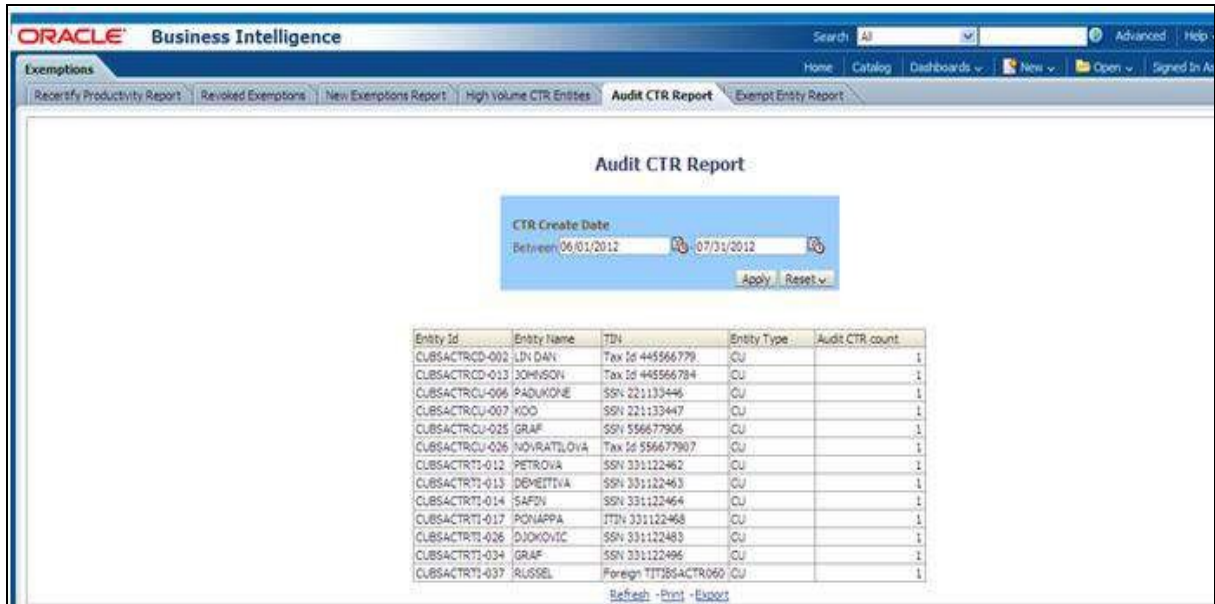 ORACLE Business Intelligence
Search All Advanced Help
Exemptions
Home Catalog Dashboards New Open Signed In As
Recertify Productivity Report Revoked Exemptions New Exemptions Report High Volume CTR Entities Audit CTR Report Exempt Entity Report
Audit CTR Report
CTR Create Date
Between 06/01/2012 - 07/31/2012
Apply Reset
Entity Id Entity Name TIN Entity Type Audit CTR count
CUBSACTRCD-002 LIN DAN Tax Id 445566779 CU 1
CUBSACTRCD-013 JOHNSON Tax Id 445566784 CU 1
CUBSACTRCU-006 PADUKONE SSN 221133446 CU 1
CUBSACTRCU-007 KOO SSN 221133447 CU 1
CUBSACTRCU-025 GRAF SSN 556677906 CU 1
CUBSACTRCU-026 NOVRATILOVA Tax Id 556677907 CU 1
CUBSACTRTI-012 PETROVA SSN 331122462 CU 1
CUBSACTRTI-013 DEMEITIVA SSN 331122463 CU 1
CUBSACTRTI-014 SAFIN SSN 331122464 CU 1
CUBSACTRTI-017 PONAPPA ITIN 331122468 CU 1
CUBSACTRTI-026 DJOKOVIC SSN 331122483 CU 1
CUBSACTRTI-034 GRAF SSN 331122496 CU 1
CUBSACTRTI-037 RUSSEL Foreign TITIBSACTR060 CU 1
Refresh - Print - Export